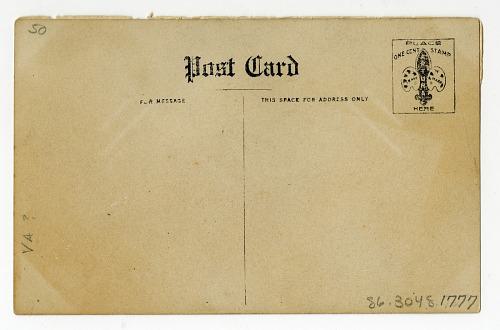 50
PLACE
ONE CENT STAMP
HERE
Post Card
FOR MESSAGE
THIS SPACE FOR ADDRESS ONLY
VA?
86.3048.1777